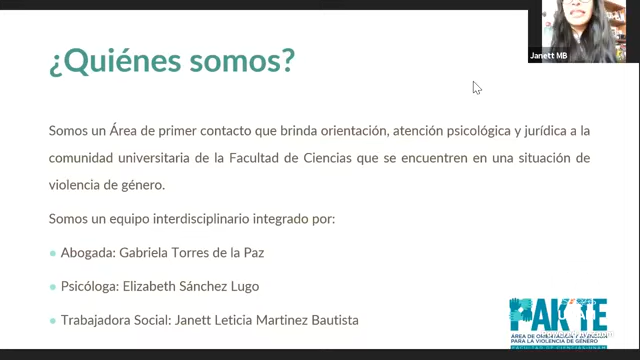 Janett MB
¿Quiénes somos?
Somos un Área de primer contacto que brinda orientación, atención psicológica y jurídica a la
comunidad universitaria de la Facultad de Ciencias que se encuentren en una situación de
violencia de género.
Somos un equipo interdisciplinario integrado por:
Abogada: Gabriela Torres de la Paz
Psicóloga: Elizabeth Sánchez Lugo
Trabajadora Social: Janett Leticia Martinez Bautista
PAKTE
PARA LA VIOLENCIA DE GÉNERO